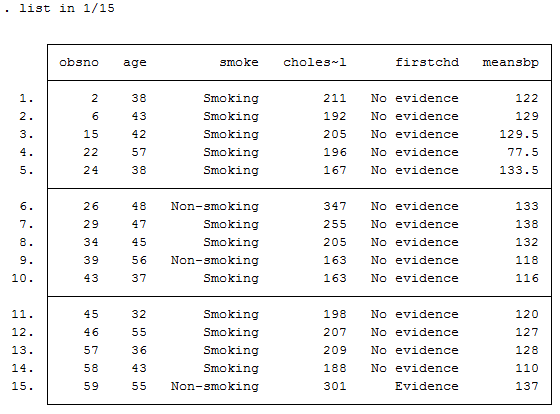 . list in 1/15
obsno age smoke choles~l firstchd meansbp
1. 2 38 Smoking 211 No evidence 122
2. 6 43 Smoking 192 No evidence 129
3. 15 42 Smoking 205 No evidence 129.5
4. 22 57 Smoking 196 No evidence 77.5
5. 24 38 Smoking 167 No evidence 133.5
6. 26 48 Non-smoking 347 No evidence 133
7. 29 47 Smoking 255 No evidence 138
8. 34 45 Smoking 205 No evidence 132
9. 39 56 Non-smoking 163 No evidence 118
10. 43 37 Smoking 163 No evidence 116
11. 45 32 Smoking 198 No evidence 120
12. 46 55 Smoking 207 No evidence 127
13. 57 36 Smoking 209 No evidence 128
14. 58 43 Smoking 188 No evidence 110
15. 59 55 Non-smoking 301 Evidence 137